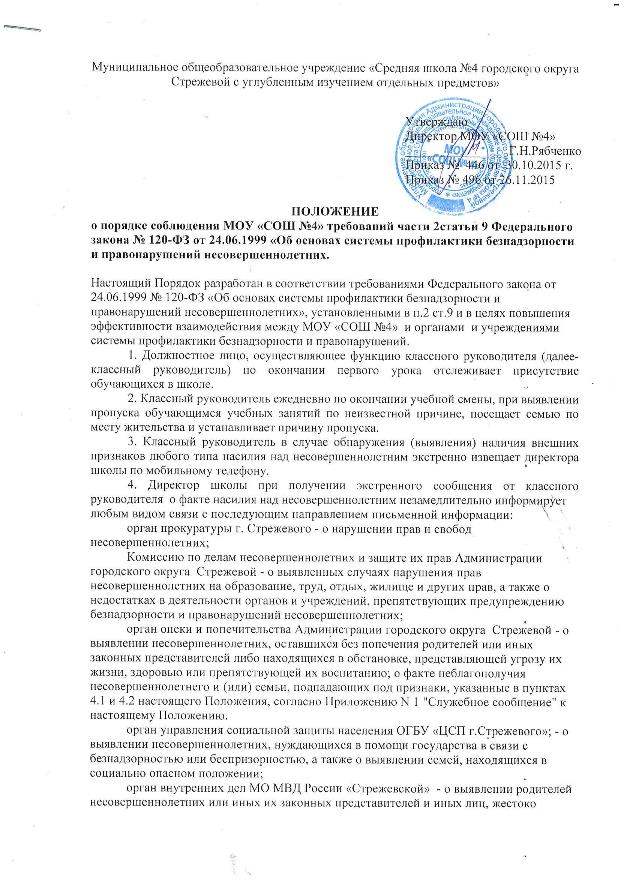 Муниципальное общеобразовательное учреждение «Средняя школа №4 городского округа
Стрежевой с углубленным изучением отдельных предметов»
Утверждаю
Директор МОУ «СОШ №4»
Г.Н.Рябченко
Приказ № 446 от 30.10.2015 г.
Приказ № 496 от 26.11.2015
МОУ
«СОШ №4»
ПОЛОЖЕНИЕ
о порядке соблюдения МОУ «СОШ №4» требований части 2статьи 9 Федерального
закона № 120-ФЗ от 24.06.1999 «Об основах системы профилактики безнадзорности
и правонарушений несовершеннолетних.
Настоящий Порядок разработан в соответствии требованиями Федерального закона от
24.06.1999 № 120-ФЗ «Об основах системы профилактики безнадзорности и
правонарушений несовершеннолетних», установленными в п.2 ст.9 и в целях повышения
эффективности взаимодействия между МОУ «СОШ №4» и органами и учреждениями
системы профилактики безнадзорности и правонарушений.
1. Должностное лицо, осуществляющее функцию классного руководителя (далее-
классный руководитель) по окончании первого урока отслеживает присутствие
обучающихся в школе.
2. Классный руководитель ежедневно по окончании учебной смены, при выявлении
пропуска обучающимся учебных занятий по неизвестной причине, посещает семью по
месту жительства и устанавливает причину пропуска.
3. Классный руководитель в случае обнаружения (выявления) наличия внешних
признаков любого типа насилия над несовершеннолетним экстренно извещает директора
школы по мобильному телефону.
4. Директор школы при получении экстренного сообщения от классного
руководителя о факте насилия над несовершеннолетним незамедлительно информирует
любым видом связи с последующим направлением письменной информации:
орган прокуратуры г. Стрежевого - о нарушении прав и свобод
несовершеннолетних;
Комиссию по делам несовершеннолетних и защите их прав Администрации
городского округа Стрежевой - о выявленных случаях нарушения прав
несовершеннолетних на образование, труд, отдых, жилище и других прав, а также о
недостатках в деятельности органов и учреждений, препятствующих предупреждению
безнадзорности и правонарушений несовершеннолетних;
орган опеки и попечительства Администрации городского округа Стрежевой - о
выявлении несовершеннолетних, оставшихся без попечения родителей или иных
законных представителей либо находящихся в обстановке, представляющей угрозу их
жизни, здоровью или препятствующей их воспитанию; о факте неблагополучия
несовершеннолетнего и (или) семьи, подпадающих под признаки, указанные в пунктах
4.1 и 4.2 настоящего Положения, согласно Приложению N 1 "Служебное сообщение" к
настоящему Положению.
орган управления социальной защиты населения ОГБУ «ЦСП г.Стрежевого»; - о
выявлении несовершеннолетних, нуждающихся в помощи государства в связи с
безнадзорностью или беспризорностью, а также о выявлении семей, находящихся в
социально опасном положении;
орган внутренних дел МО МВД России «Стрежевской» - о выявлении родителей
несовершеннолетних или иных их законных представителей и иных лиц, жестоко